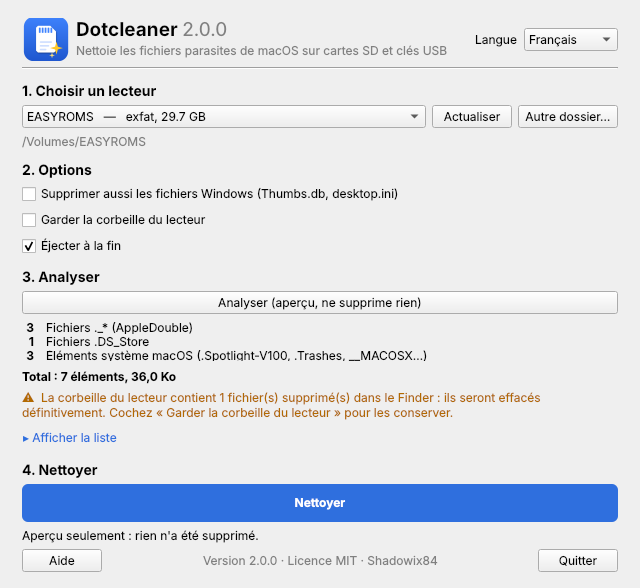 Dotcleaner 2.0.0
Nettoie les fichiers parasites de macOS sur cartes SD et clés USB
Langue
Français
1. Choisir un lecteur
EASYROMS — exfat, 29.7 GB
Actualiser
Autre dossier...
/Volumes/EASYROMS
2. Options
Supprimer aussi les fichiers Windows (Thumbs.db, desktop.ini)
Garder la corbeille du lecteur
Éjecter à la fin
3. Analyser
Analyser (aperçu, ne supprime rien)
3 Fichiers ._* (AppleDouble)
1 Fichiers .DS_Store
3 Eléments système macOS (.Spotlight-V100, .Trashes, __MACOSX...)
Total : 7 éléments, 36,0 Ko
⚠ La corbeille du lecteur contient 1 fichier(s) supprimé(s) dans le Finder : ils seront effacés
définitivement. Cochez « Garder la corbeille du lecteur » pour les conserver.
▸ Afficher la liste
4. Nettoyer
Nettoyer
Aperçu seulement : rien n'a été supprimé.
Aide
Version 2.0.0 · Licence MIT · Shadowix84
Quitter